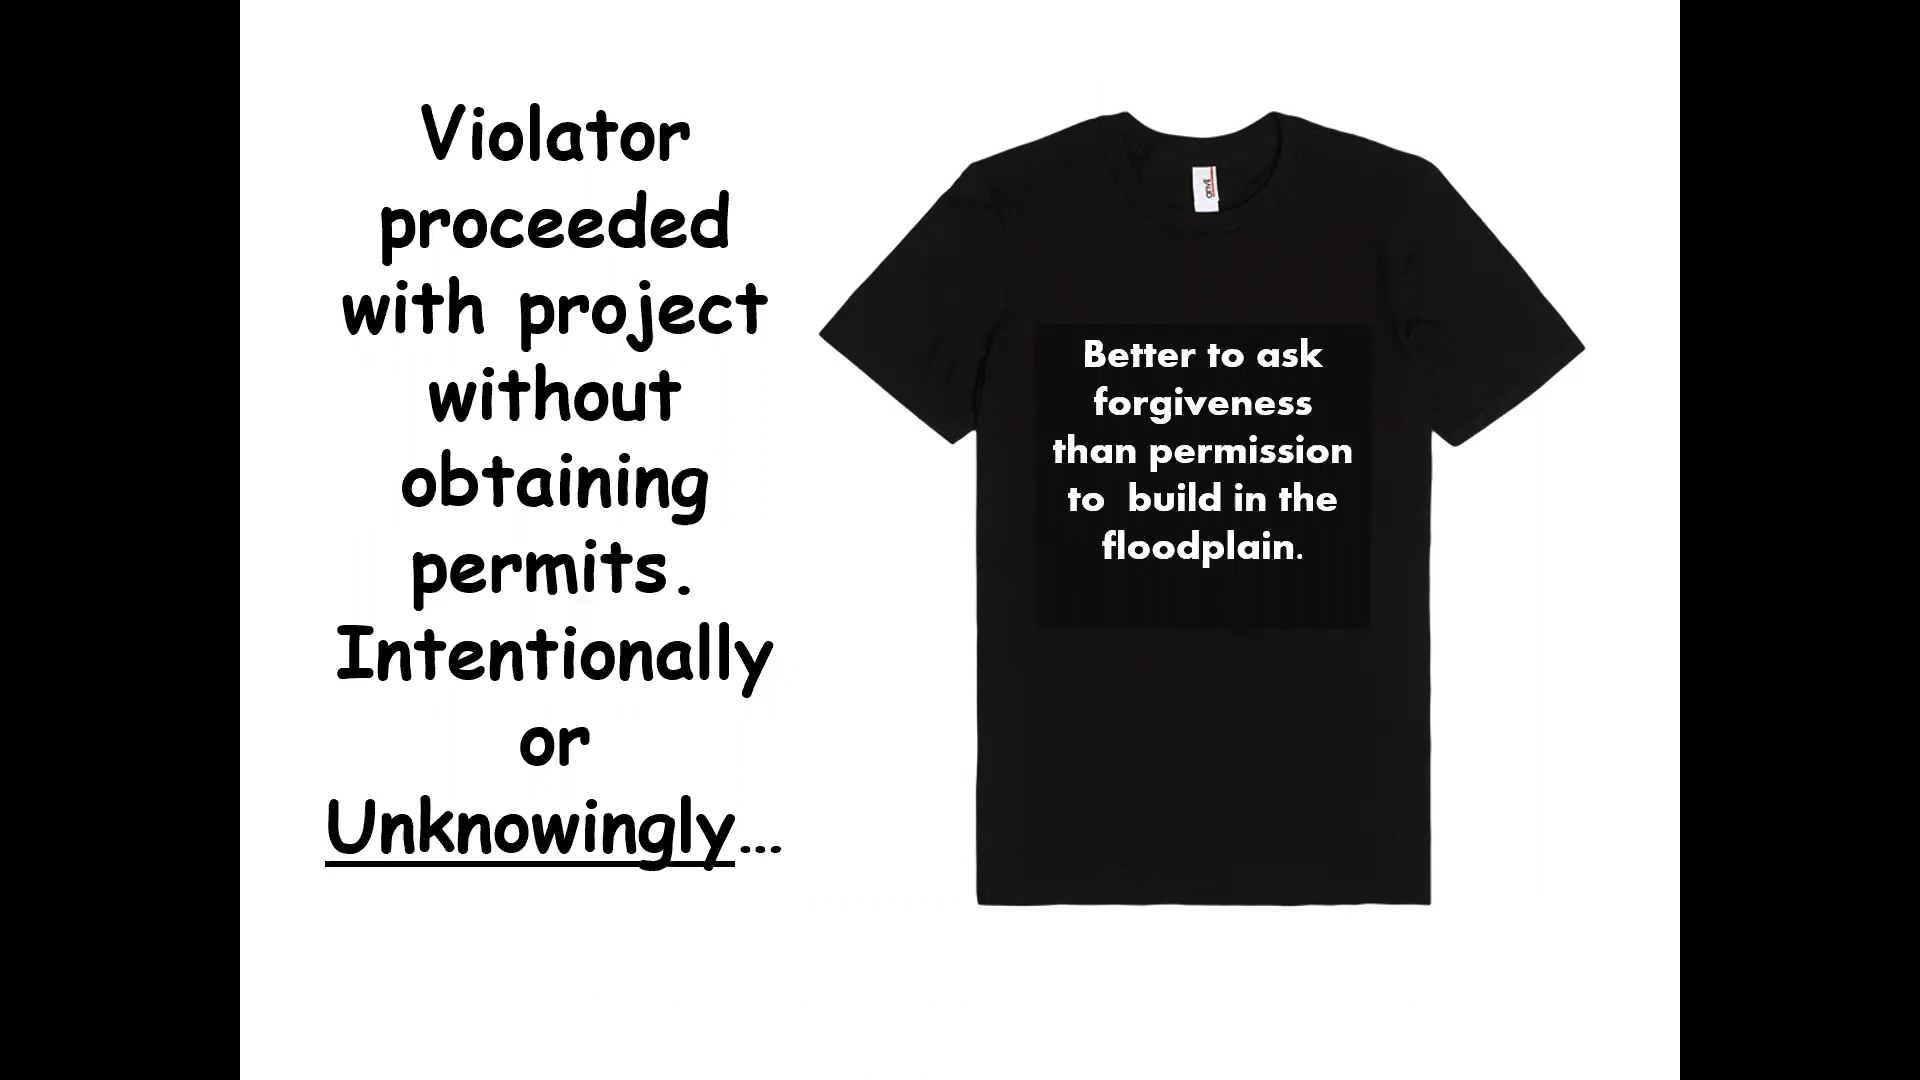 Violator
proceeded
with project
without
obtaining
permits.
Intentionally
or
Unknowingly...
anvil
Better to ask
forgiveness
than permission
to  build in the
floodplain.